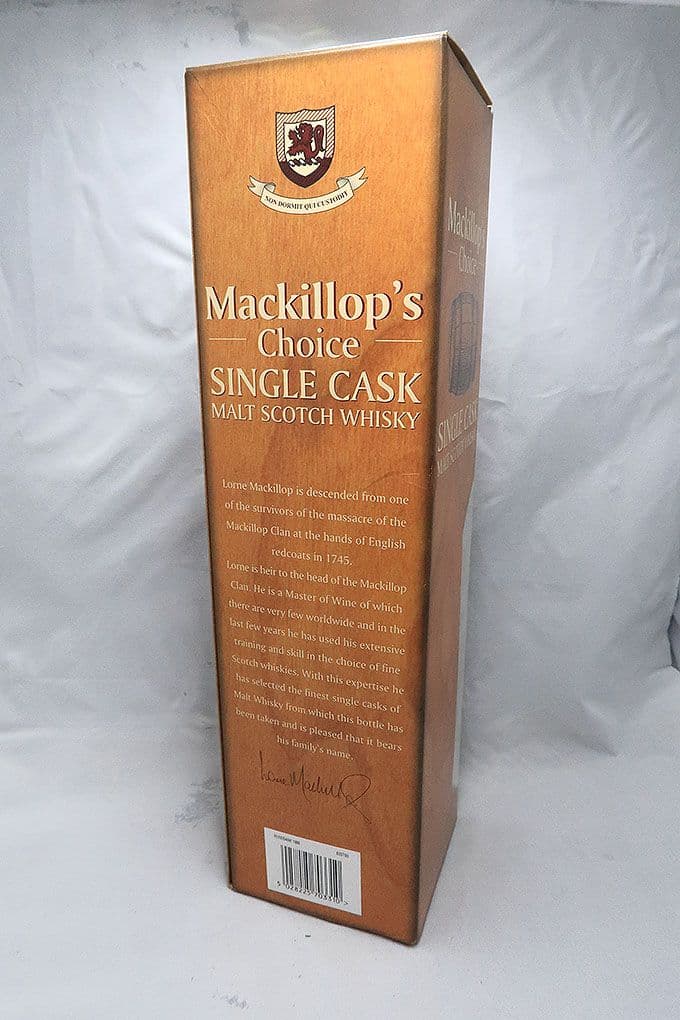 NON DORMIT QUI CUSTODIT
Mackillop's
Choice
SINGLE CASK
MALT SCOTCH WHISKY
Lorne Mackillop is descended from one
of the survivors of the massacre of the
Mackillop Clan at the hands of English
redcoats in 1745.
Lorne is heir to the head of the Mackillop
Clan. He is a Master of Wine of which
there are very few worldwide and in the
last few years he has used his extensive
training and skill in the choice of fine
Scotch whiskies. With this expertise he
has selected the finest single casks of
Malt Whisky from which this bottle has
been taken and is pleased that it bears
his family`s name.
Lorne Mackillop
5 028225 703310 >
Mackillop's
Choice
SINGLE CASK
MALT SCOTCH WHISKY